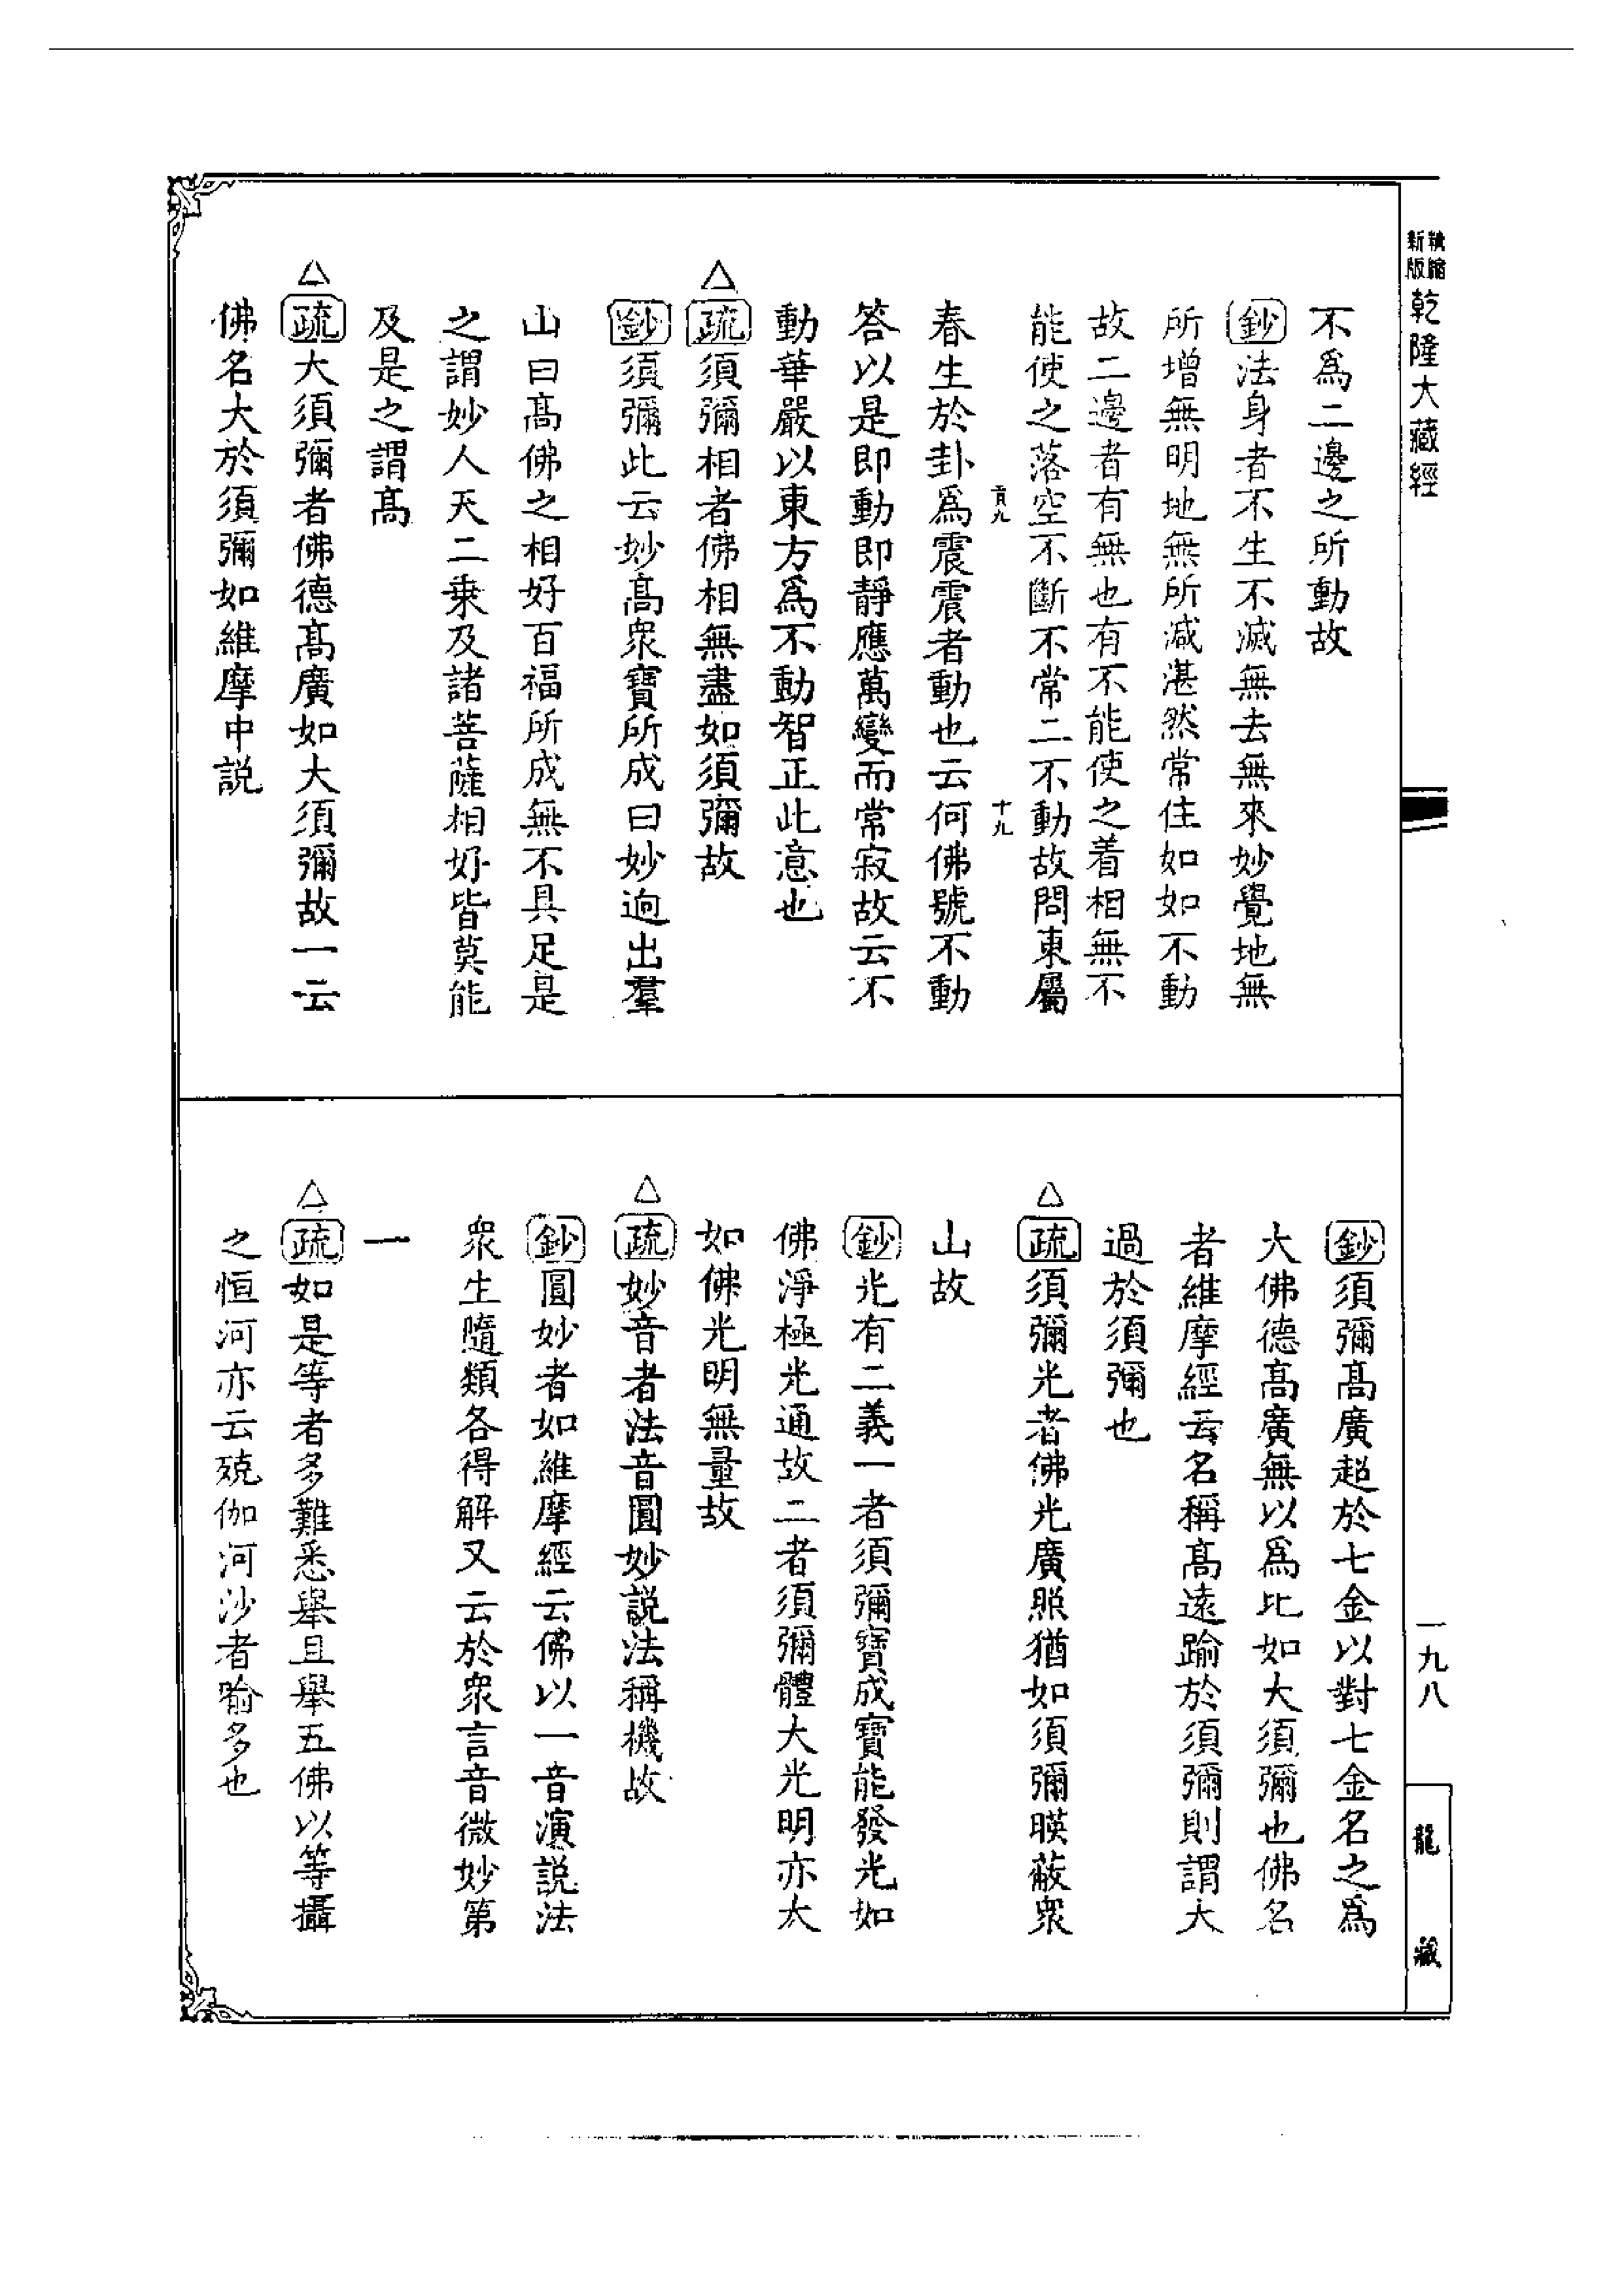 新版
輯縮
乾隆大藏經
不爲二邊之所動故
鈔法身者不生不滅無去無來妙覺地無
所增無明地無所減湛然常住如如不動
故二邊者有無也有不能使之着相無不
能使之落空不斷不常二不動故問東屬
貢九
十九
春生於卦爲震震者動也云何佛號不動
答以是即動即靜應萬變而常寂故云不
動華嚴以東方爲不動智正此意也
△疏須彌相者佛相無盡如須彌故
鈔須彌此云妙高衆寶所成曰妙逈出羣
山曰高佛之相好百福所成無不具足是
之謂妙人天二乗及諸菩薩相好皆莫能
及是之謂高
△疏大須彌者佛德高廣如大須彌故一云
佛名大於須彌如維摩中説
鈔須彌高廣超於七金以對七金名之爲
大佛德高廣無以爲比如大須彌也佛名
者維摩經云名稱高遠踰於須彌則謂大
過於須彌也
△疏須彌光者佛光廣照猶如須彌暎蔽衆
山故
鈔光有二義一者須彌寶成寶能發光如
佛淨極光通故二者須彌體大光明亦大
如佛光明無量故
△疏妙音者法音圓妙説法稱機故
鈔圓妙者如維摩經云佛以一音演説法
衆生隨類各得解又云於衆言音微妙第
一
△疏如是等者多難悉舉且舉五佛以等攝
之恒河亦云殑伽河沙者喻多也
一九八
龍藏